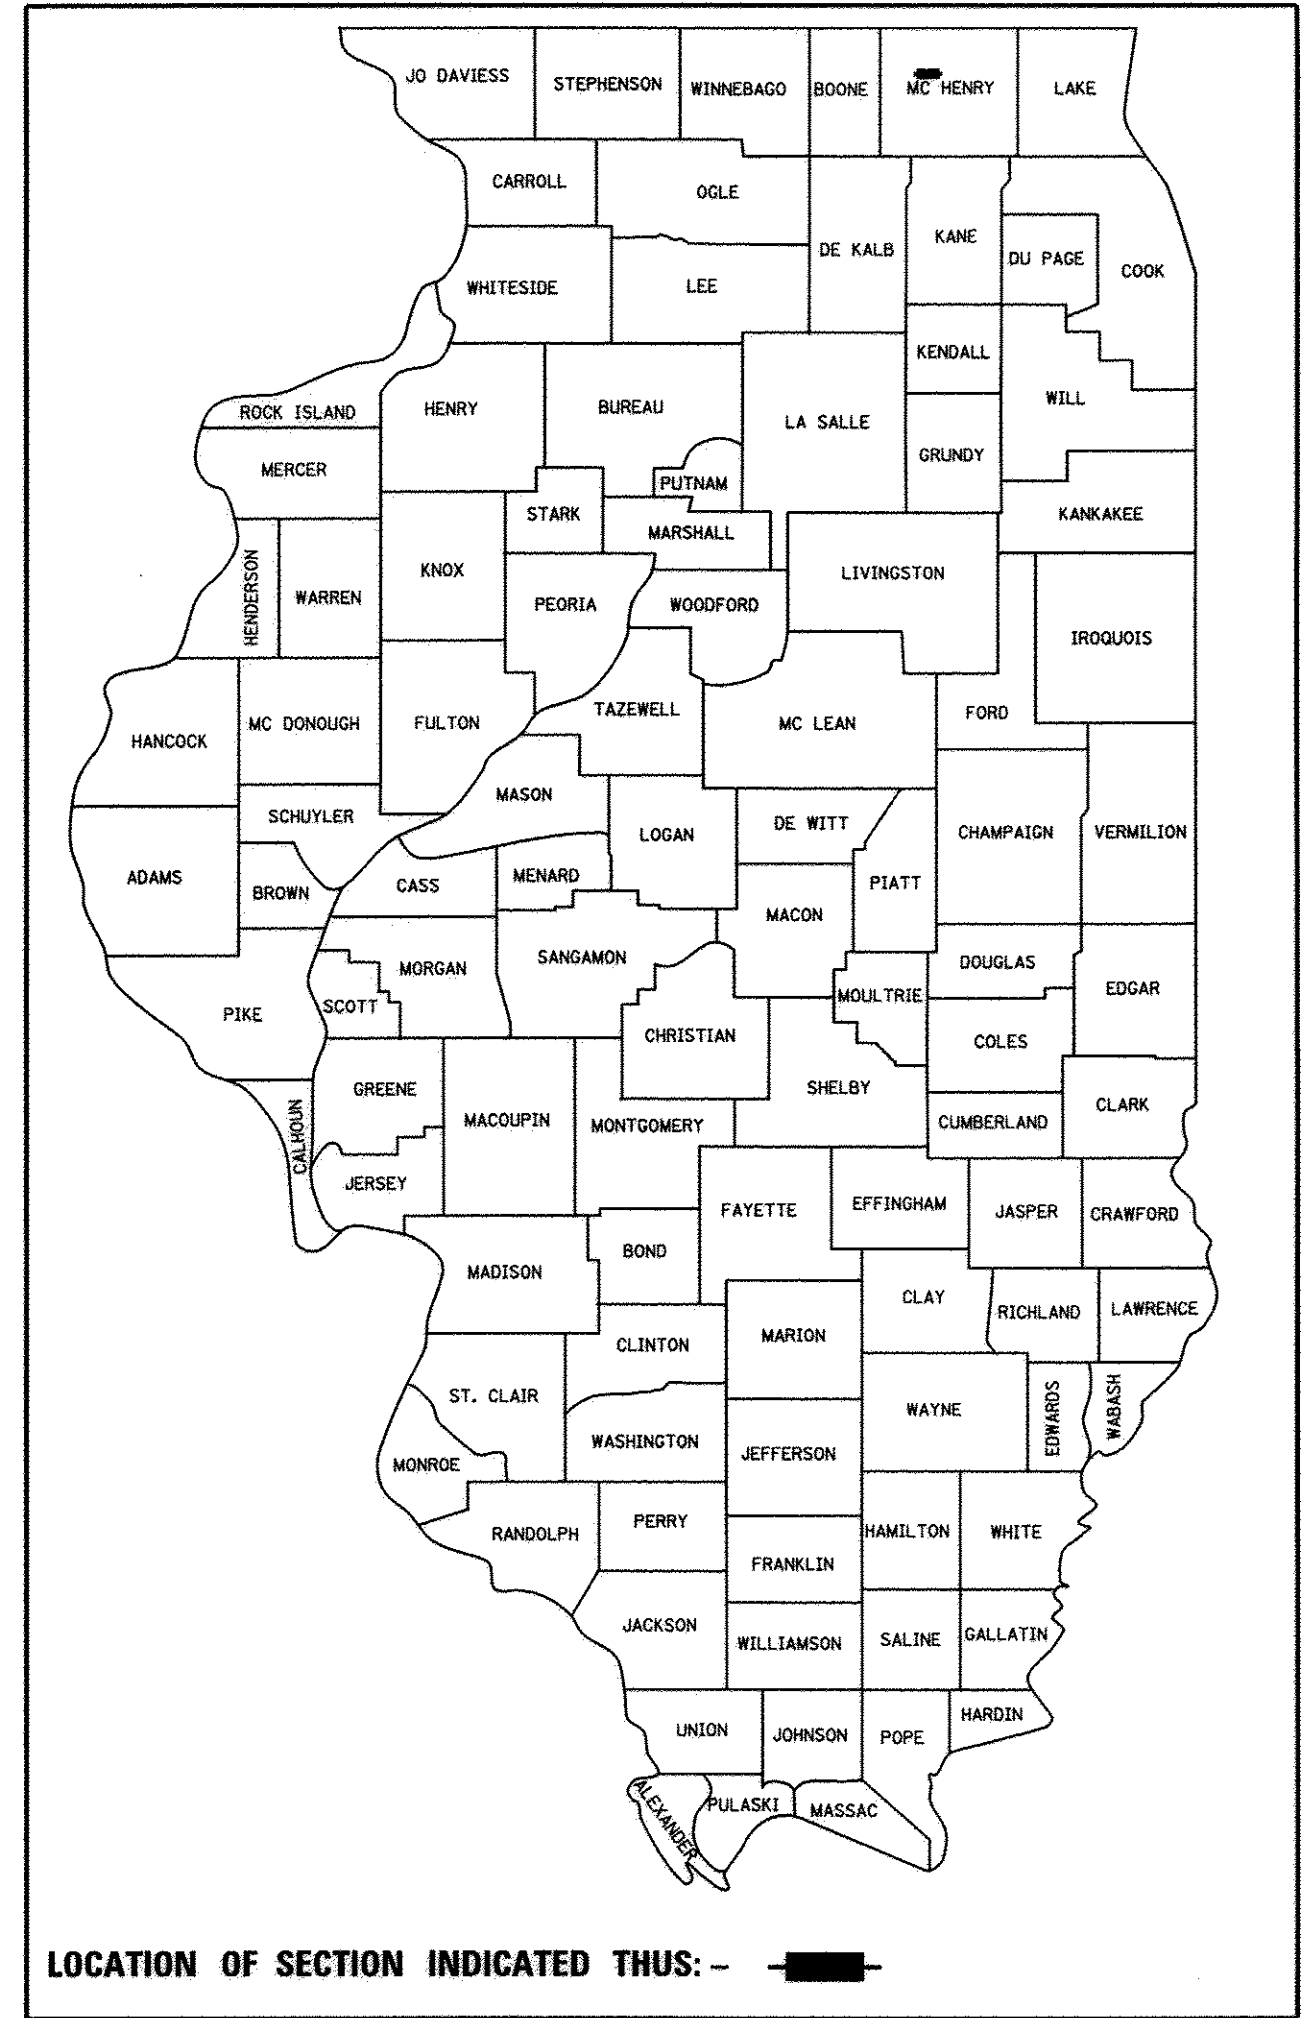 JO DAVIESS
STEPHENSON
WINNEBAGO
BOONE
MC HENRY
LAKE
CARROLL
OGLE
DE KALB
KANE
DU PAGE
COOK
WHITESIDE
LEE
KENDALL
ROCK ISLAND
HENRY
BUREAU
LA SALLE
WILL
MERCER
PUTNAM
GRUNDY
STARK
MARSHALL
KANKAKEE
HENDERSON
WARREN
KNOX
PEORIA
WOODFORD
LIVINGSTON
IROQUOIS
HANCOCK
MC DONOUGH
FULTON
TAZEWELL
MC LEAN
FORD
SCHUYLER
MASON
LOGAN
DE WITT
CHAMPAIGN
VERMILION
ADAMS
BROWN
CASS
MENARD
MACON
PIATT
PIKE
SCOTT
MORGAN
SANGAMON
CHRISTIAN
MOULTRIE
DOUGLAS
EDGAR
COLES
CALHOUN
GREENE
MACOUPIN
MONTGOMERY
SHELBY
CUMBERLAND
CLARK
JERSEY
FAYETTE
EFFINGHAM
JASPER
CRAWFORD
MADISON
BOND
CLAY
RICHLAND
LAWRENCE
CLINTON
MARION
ST. CLAIR
WAYNE
EDWARDS
WABASH
MONROE
WASHINGTON
JEFFERSON
RANDOLPH
PERRY
HAMILTON
WHITE
FRANKLIN
JACKSON
WILLIAMSON
SALINE
GALLATIN
UNION
JOHNSON
POPE
HARDIN
ALEXANDER
PULASKI
MASSAC
LOCATION OF SECTION INDICATED THUS: –